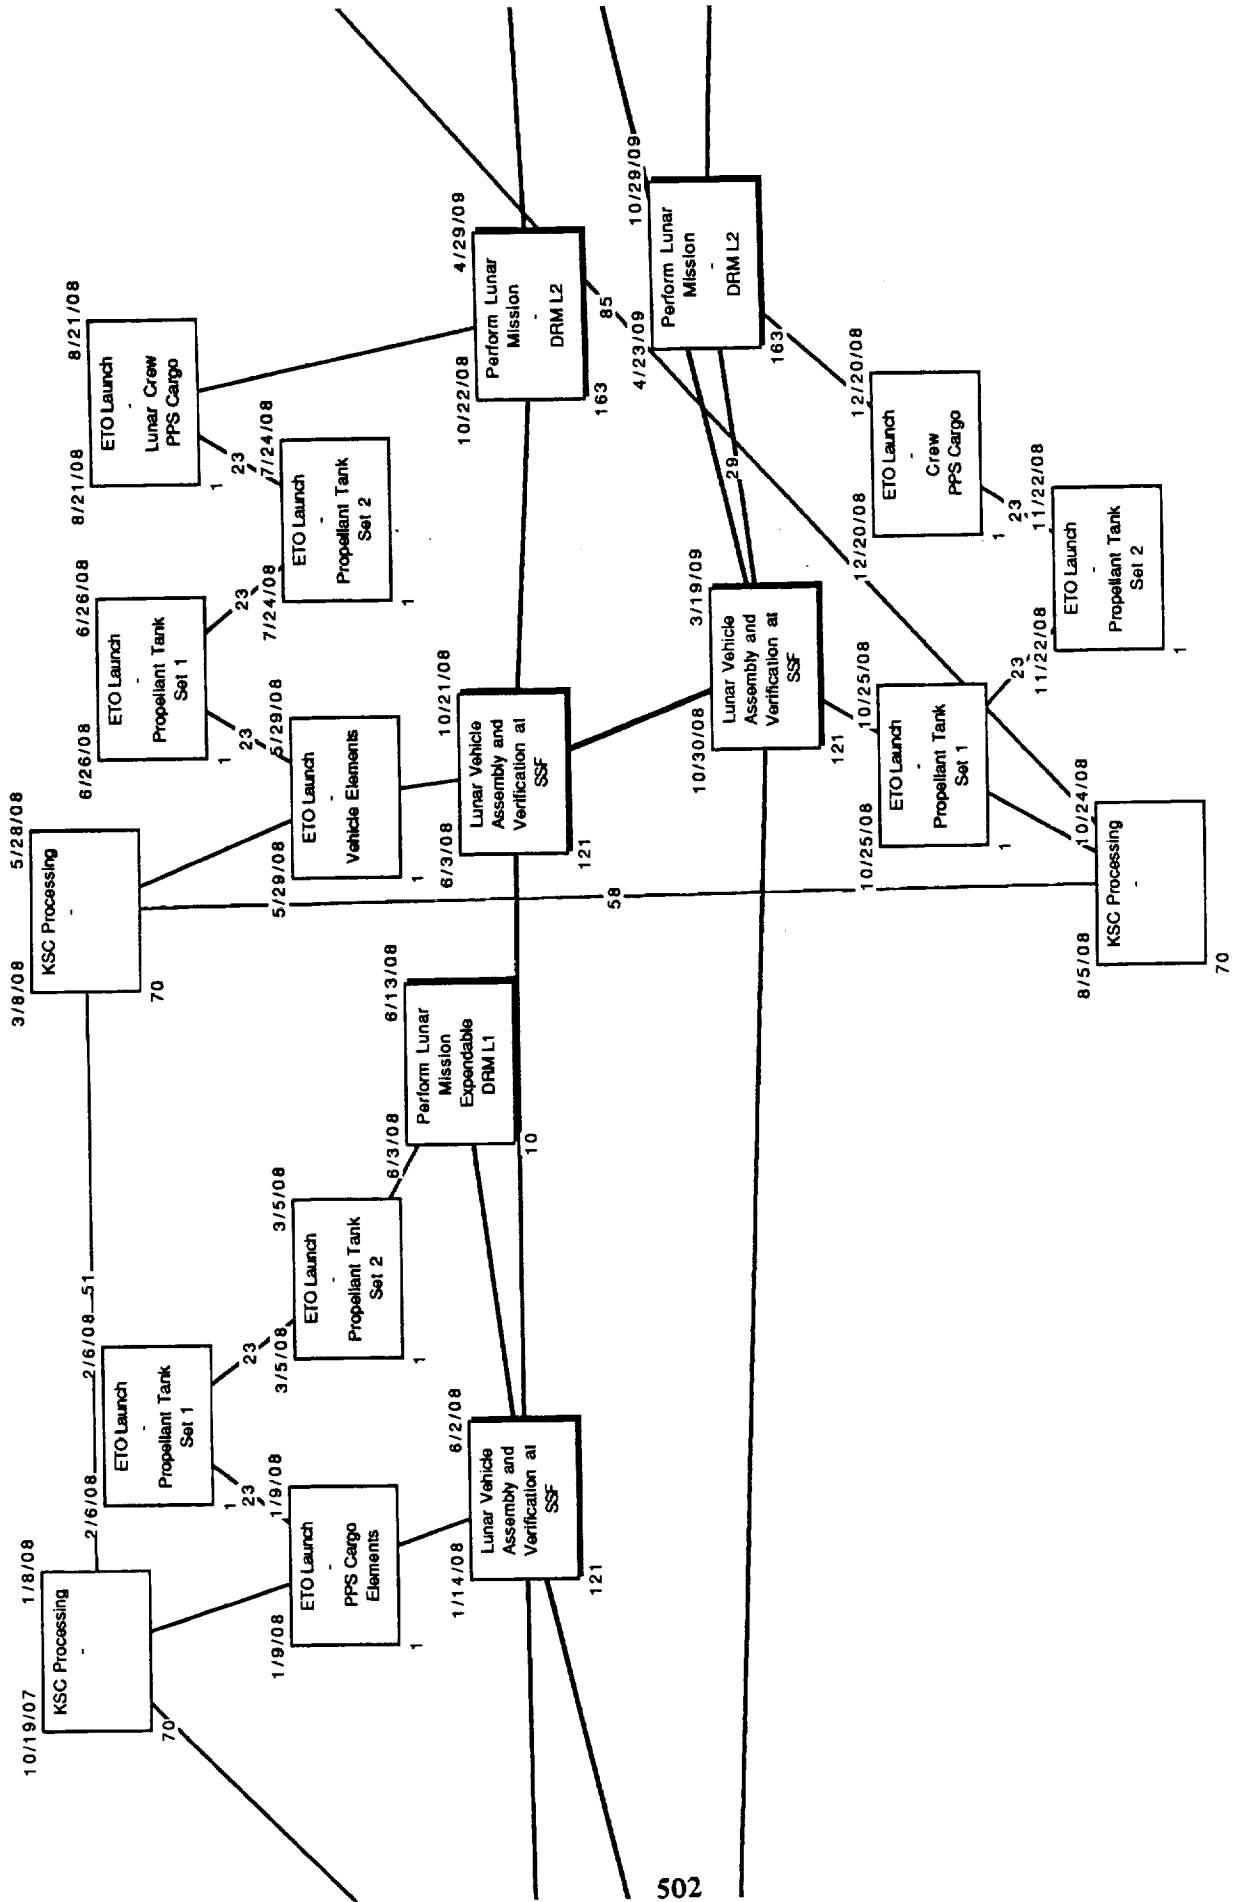 10/19/07
1/8/08
KSC Processing
-
70
2/6/08
2/6/08
51
ETO Launch
-
Propellant Tank
Set 1
1
23
1/9/08
1/9/08
ETO Launch
-
PPS Cargo
Elements
1
23
3/5/08
3/5/08
ETO Launch
-
Propellant Tank
Set 2
1
1/14/08
6/2/08
Lunar Vehicle
Assembly and
Verification at
SSF
121
6/3/08
6/13/08
Perform Lunar
Mission
Expendable
DRM L1
10
3/8/08
5/28/08
KSC Processing
-
70
5/29/08
5/29/08
ETO Launch
-
Vehicle Elements
1
23
6/26/08
6/26/08
ETO Launch
-
Propellant Tank
Set 1
1
23
7/24/08
7/24/08
ETO Launch
-
Propellant Tank
Set 2
1
23
8/21/08
8/21/08
ETO Launch
-
Lunar Crew
PPS Cargo
1
6/3/08
10/21/08
Lunar Vehicle
Assembly and
Verification at
SSF
121
10/22/08
4/29/09
Perform Lunar
Mission
-
DRM L2
163
85
58
10/30/08
3/19/09
Lunar Vehicle
Assembly and
Verification at
SSF
121
29
4/23/09
10/29/09
Perform Lunar
Mission
-
DRM L2
163
8/5/08
10/24/08
KSC Processing
-
70
10/25/08
10/25/08
ETO Launch
-
Propellant Tank
Set 1
1
23
11/22/08
11/22/08
ETO Launch
-
Propellant Tank
Set 2
1
23
12/20/08
12/20/08
ETO Launch
-
Crew
PPS Cargo
1
502